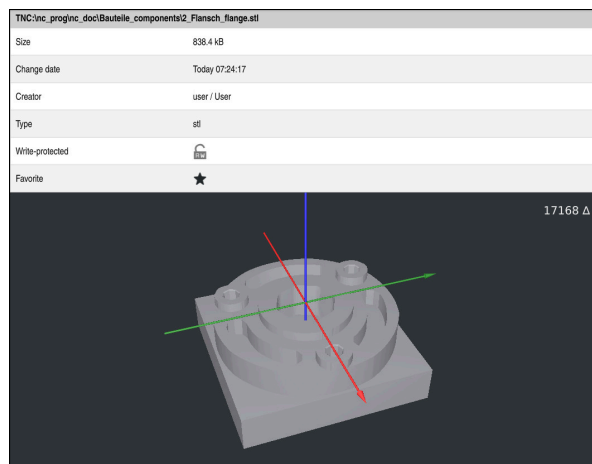 TNC:\nc_prog\nc_doc\Bauteile_components\2_Flansch_flange.stl
Size 838.4 kB
Change date Today 07:24:17
Creator user / User
Type stl
Write-protected RW
Favorite
17168 Δ